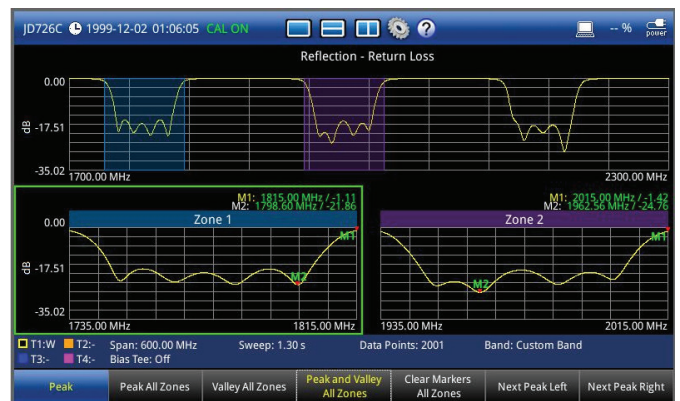 JD726C 1999-12-02 01:06:05 CAL ON -- % power
Reflection - Return Loss
0.00
dB -17.51
-35.02
1700.00 MHz 2300.00 MHz
M1: 1815.00 MHz / -1.11
M2: 1798.60 MHz / -21.86
M1: 2015.00 MHz / -1.42
M2: 1962.56 MHz / -24.76
Zone 1 Zone 2
0.00
M1 M1
dB -17.51
M2 M2
-35.02
1735.00 MHz 1815.00 MHz 1935.00 MHz 2015.00 MHz
T1:W T2:- Span: 600.00 MHz Sweep: 1.30 s Data Points: 2001 Band: Custom Band
T3:- T4:- Bias Tee: Off
Peak Peak All Zones Valley All Zones Peak and Valley All Zones Clear Markers All Zones Next Peak Left Next Peak Right